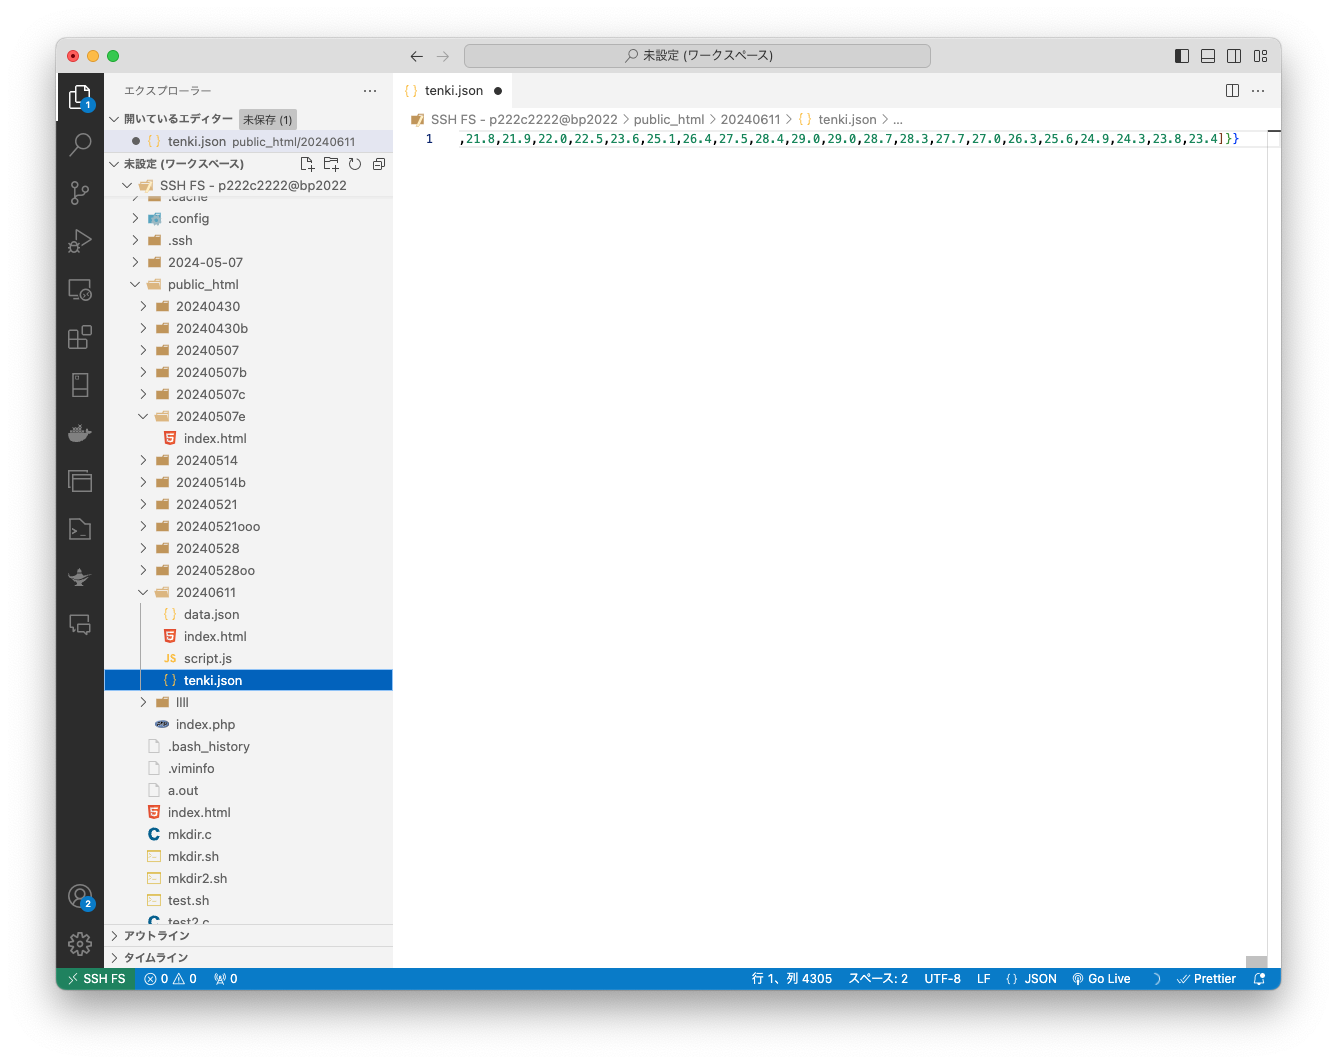 未設定 (ワークスペース)
エクスプローラー
開いているエディター 未保存 (1)
tenki.json public_html/20240611
未設定 (ワークスペース)
SSH FS - p222c2222@bp2022
.cache
.config
.ssh
2024-05-07
public_html
20240430
20240430b
20240507
20240507b
20240507c
20240507e
index.html
20240514
20240514b
20240521
20240521ooo
20240528
20240528oo
20240611
data.json
index.html
JS script.js
tenki.json
llll
index.php
.bash_history
.viminfo
a.out
index.html
mkdir.c
mkdir.sh
mkdir2.sh
test.sh
test2.c
アウトライン
タイムライン
1
2
{ } tenki.json
SSH FS - p222c2222@bp2022 > public_html > 20240611 > { } tenki.json > ...
1 ,21.8,21.9,22.0,22.5,23.6,25.1,26.4,27.5,28.4,29.0,29.0,28.7,28.3,27.7,27.0,26.3,25.6,24.9,24.3,23.8,23.4]}}
SSH FS 0 0 0 行 1、列 4305 スペース: 2 UTF-8 LF { } JSON Go Live Prettier